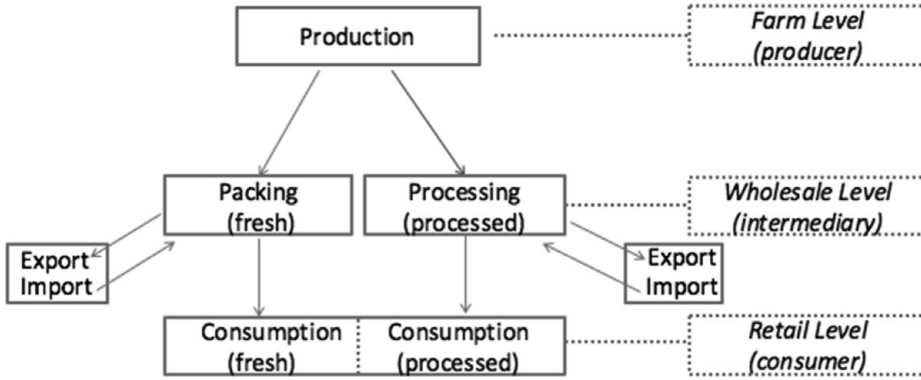 Production
Farm Level
(producer)
Packing
(fresh)
Processing
(processed)
Wholesale Level
(intermediary)
Export
Import
Export
Import
Consumption
(fresh)
Consumption
(processed)
Retail Level
(consumer)